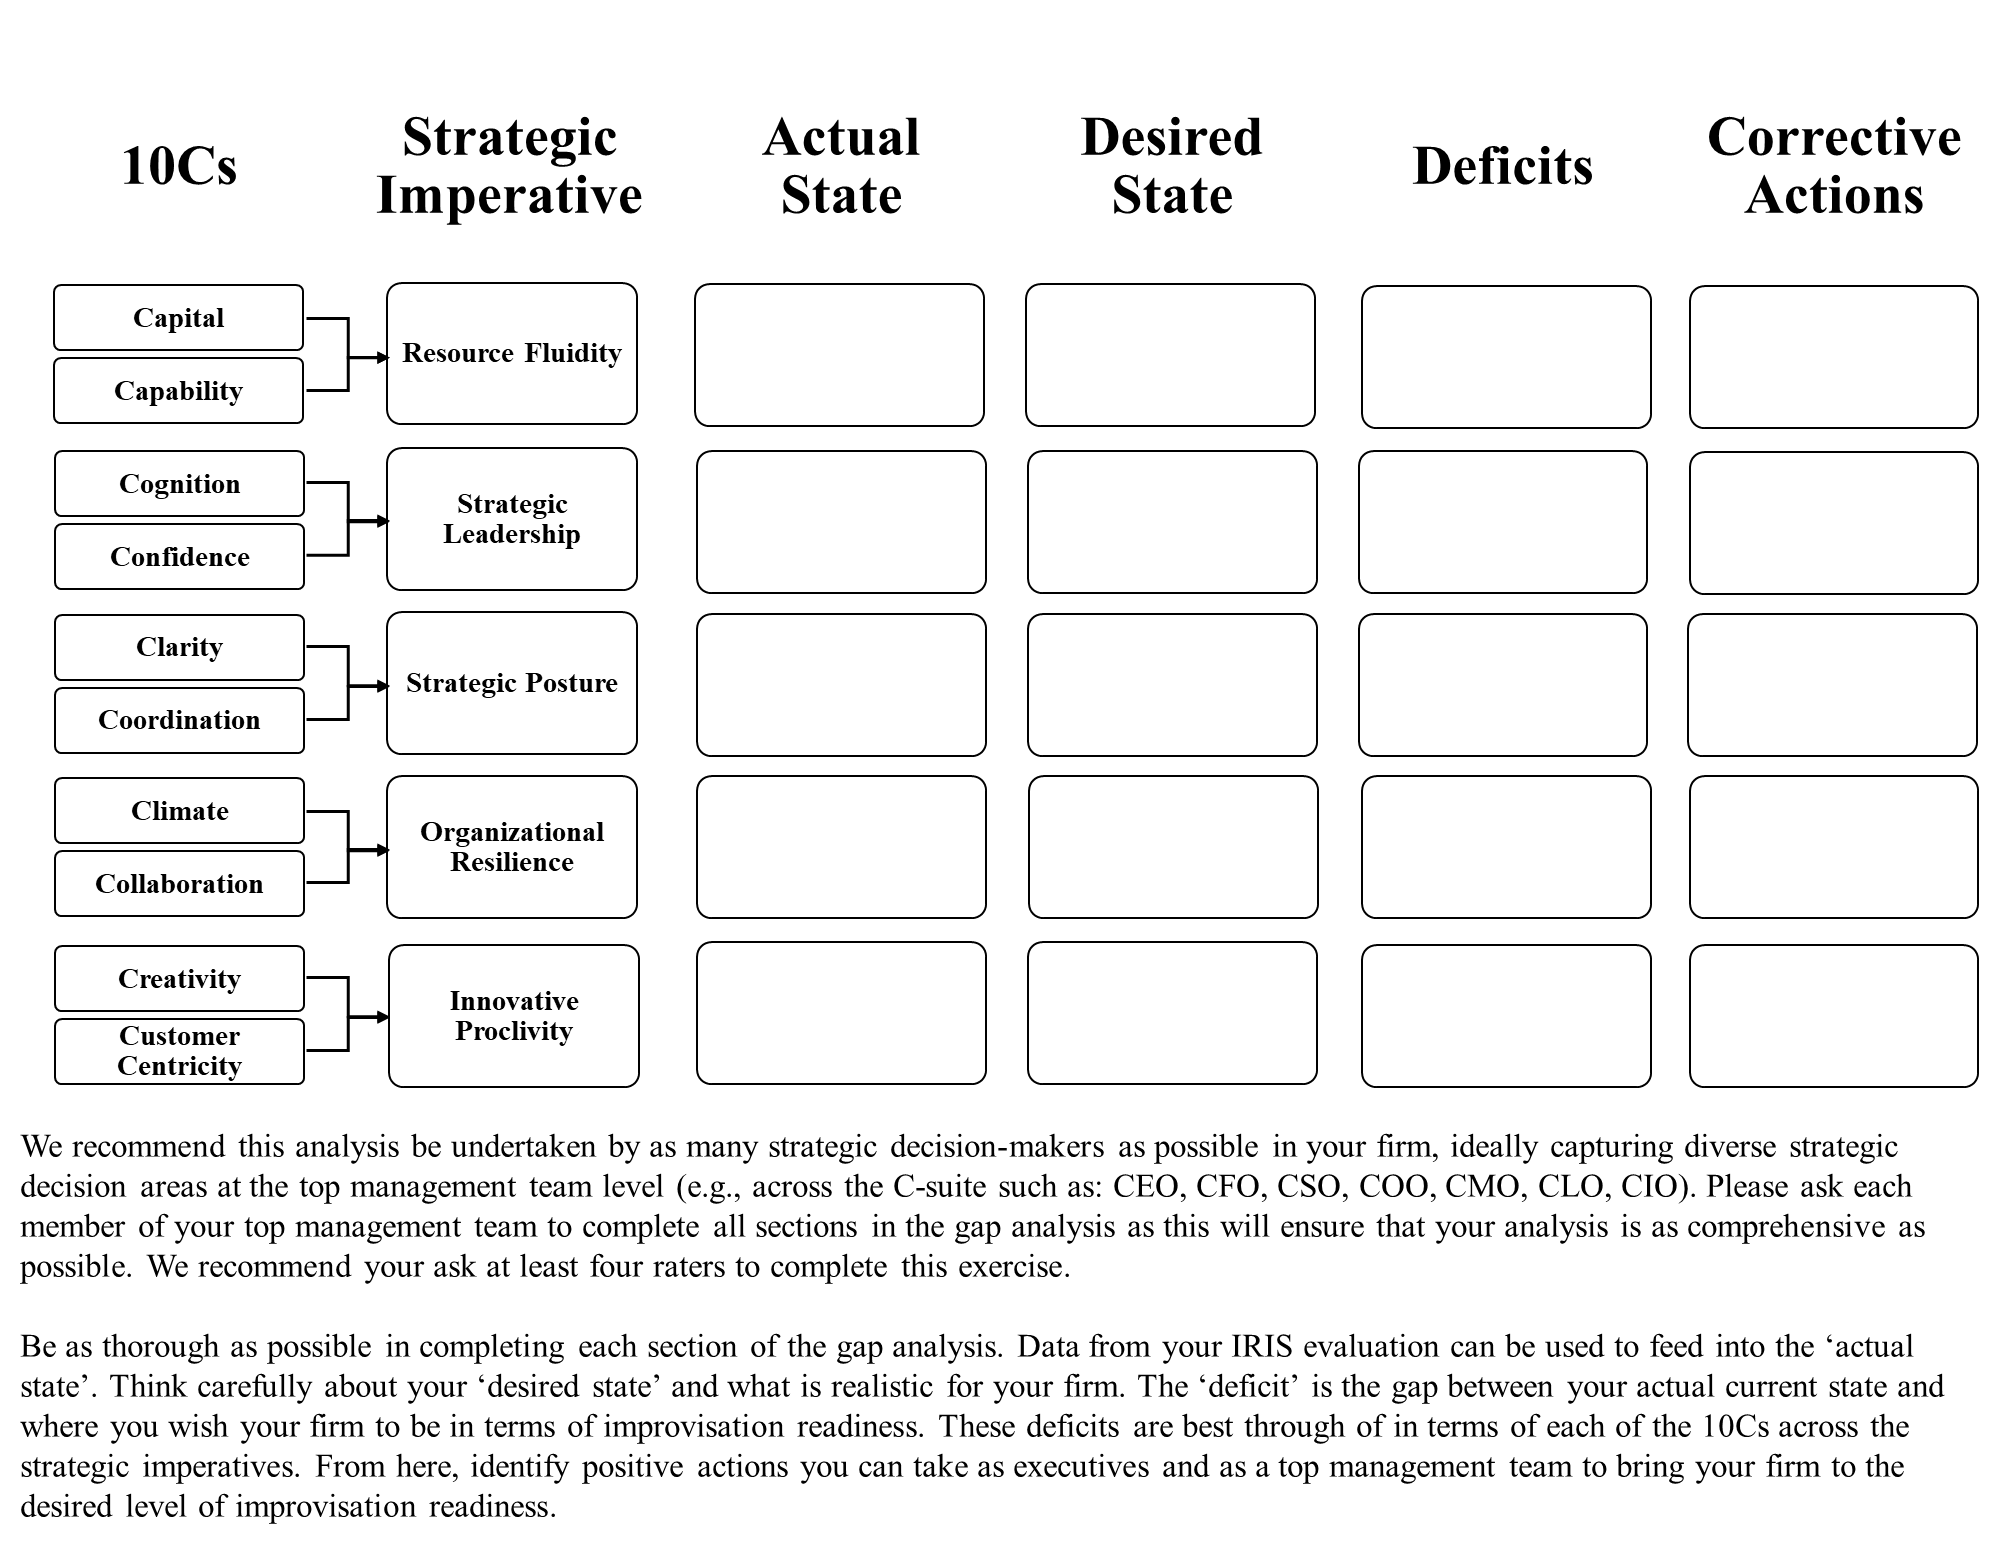 10Cs
Strategic
Imperative
Actual
State
Desired
State
Deficits
Corrective
Actions
Capital
Capability
Resource Fluidity
Cognition
Confidence
Strategic
Leadership
Clarity
Coordination
Strategic Posture
Climate
Collaboration
Organizational
Resilience
Creativity
Customer
Centricity
Innovative
Proclivity
We recommend this analysis be undertaken by as many strategic decision-makers as possible in your firm, ideally capturing diverse strategic
decision areas at the top management team level (e.g., across the C-suite such as: CEO, CFO, CSO, COO, CMO, CLO, CIO). Please ask each
member of your top management team to complete all sections in the gap analysis as this will ensure that your analysis is as comprehensive as
possible. We recommend your ask at least four raters to complete this exercise.
Be as thorough as possible in completing each section of the gap analysis. Data from your IRIS evaluation can be used to feed into the ‘actual
state’. Think carefully about your ‘desired state’ and what is realistic for your firm. The ‘deficit’ is the gap between your actual current state and
where you wish your firm to be in terms of improvisation readiness. These deficits are best through of in terms of each of the 10Cs across the
strategic imperatives. From here, identify positive actions you can take as executives and as a top management team to bring your firm to the
desired level of improvisation readiness.